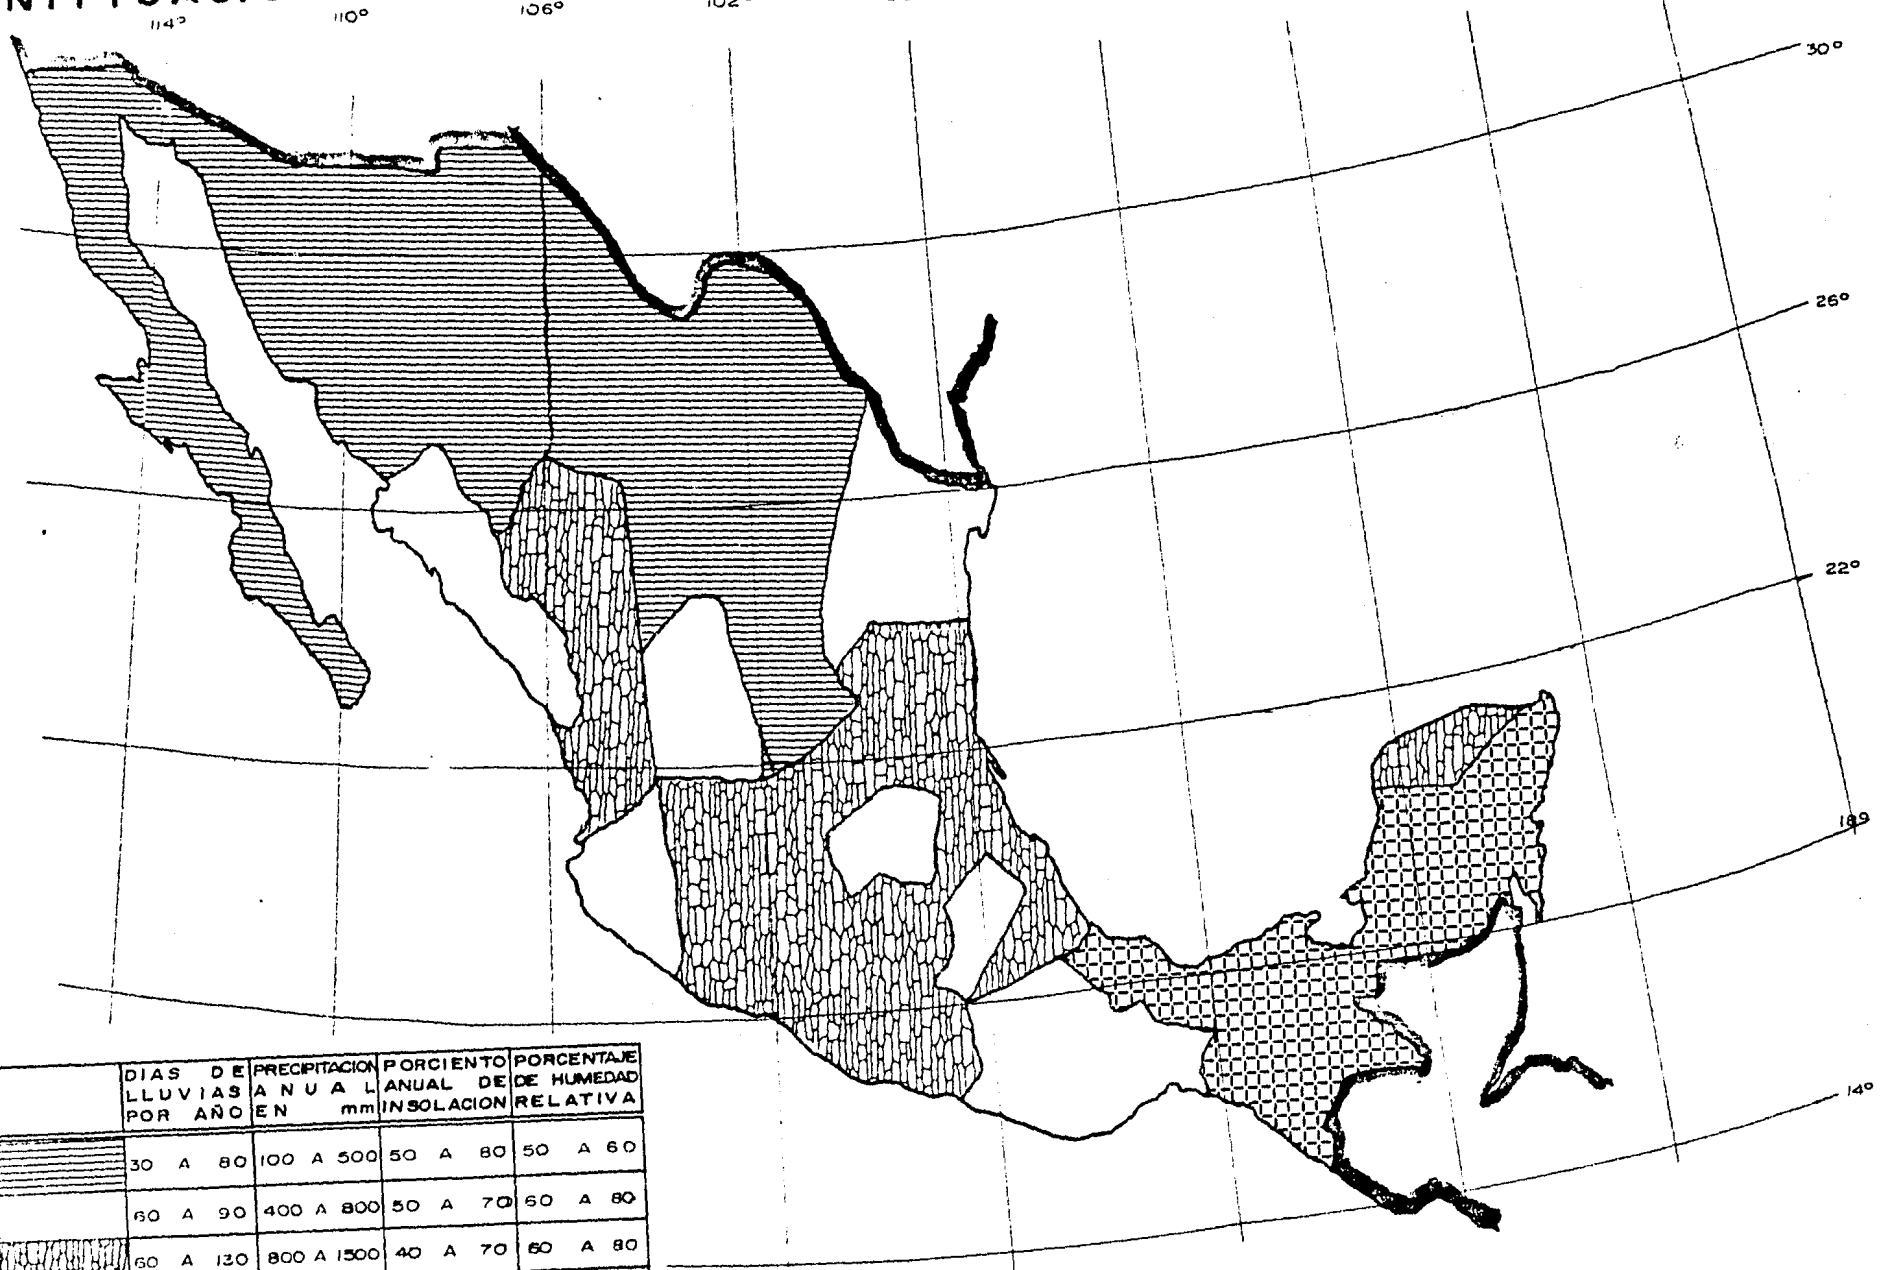 114° 110° 106° 102°
30°
26°
22°
189
14°
DIAS DE LLUVIAS POR AÑO
PRECIPITACION ANUAL EN mm
PORCIENTO ANUAL DE INSOLACION
PORCENTAJE DE HUMEDAD RELATIVA
30 A 80 100 A 500 50 A 80 50 A 60
60 A 90 400 A 800 50 A 70 60 A 80
60 A 130 800 A 1500 40 A 70 60 A 80